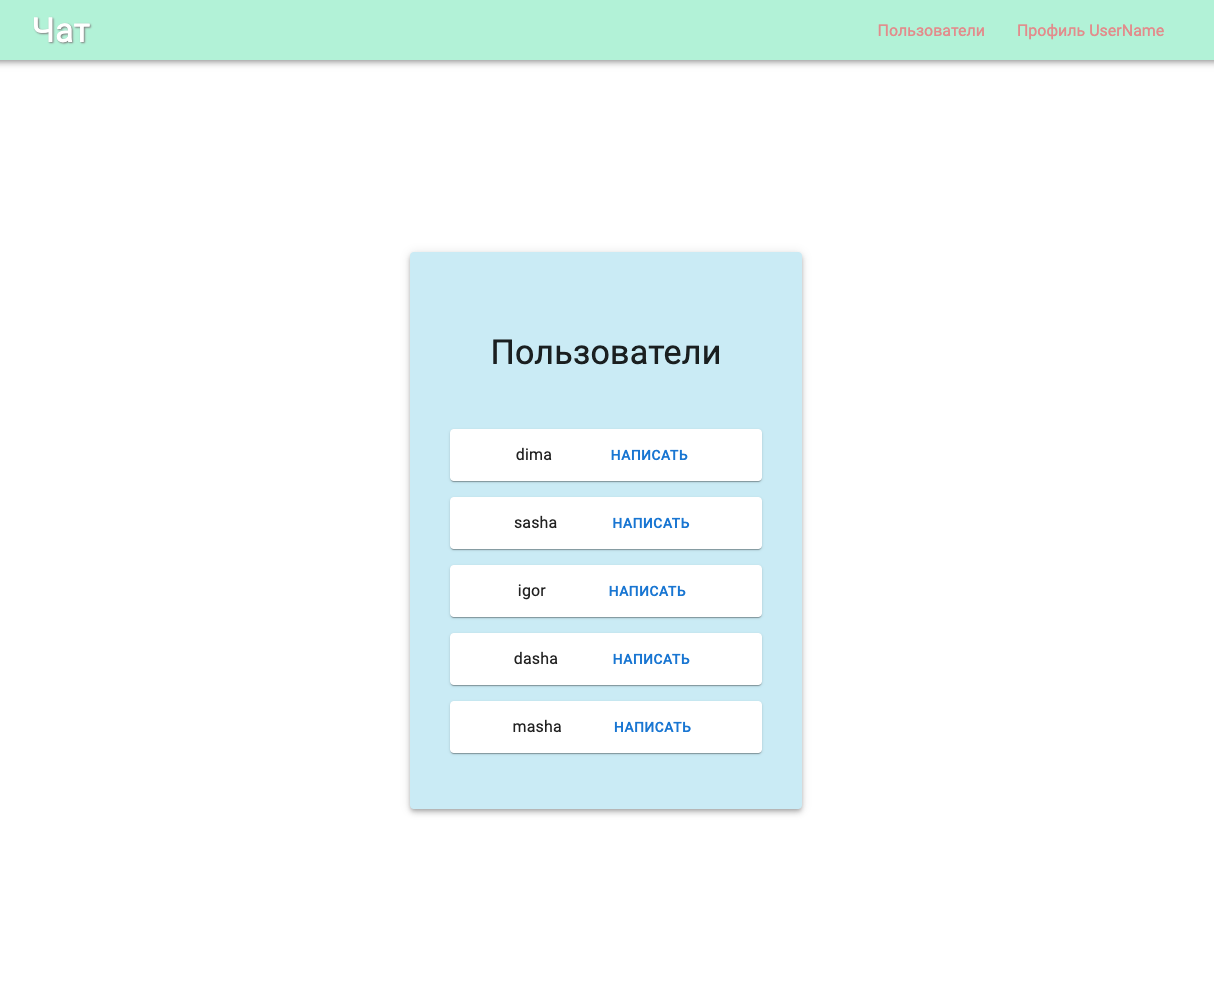 Чат
Пользователи
Профиль UserName
Пользователи
dima НАПИСАТЬ
sasha НАПИСАТЬ
igor НАПИСАТЬ
dasha НАПИСАТЬ
masha НАПИСАТЬ